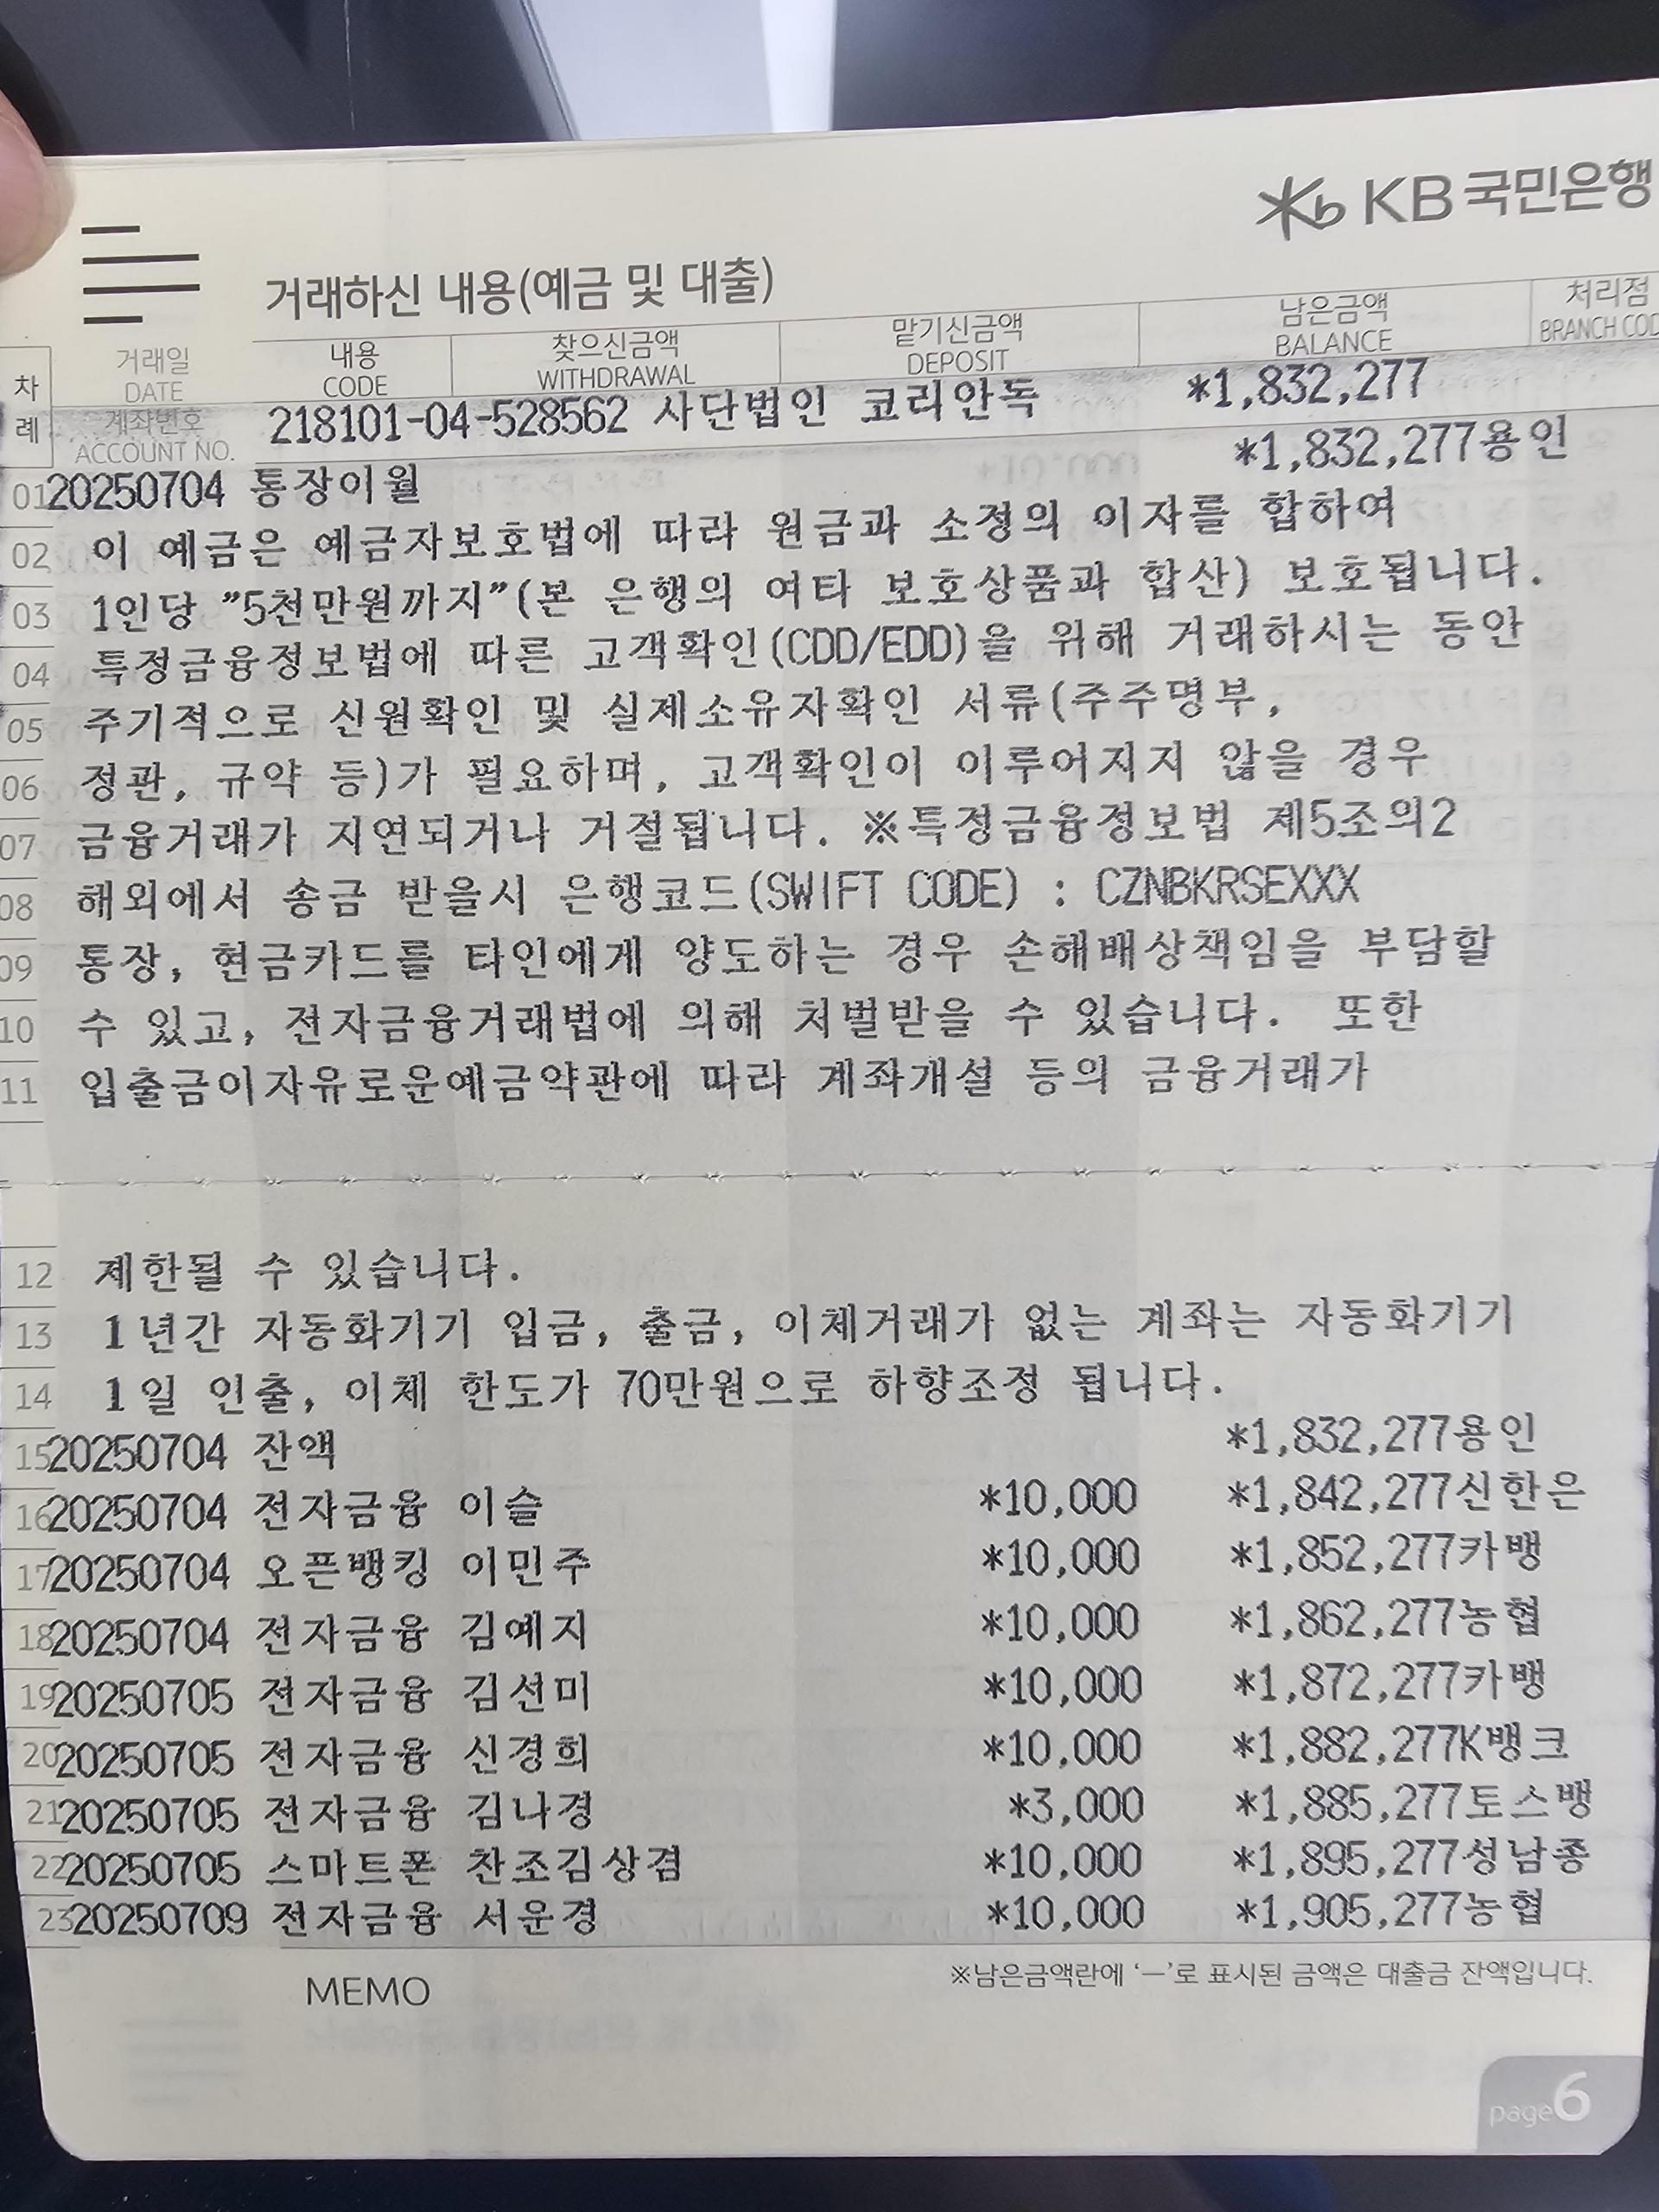 KB 국민은행
거래하신 내용(예금 및 대출)
차례 거래일 DATE 내용 CODE 찾으신금액 WITHDRAWAL 맡기신금액 DEPOSIT 남은금액 BALANCE 처리점 BRANCH COD
계좌번호 ACCOUNT NO. 218101-04-528562 사단법인 코리안독 *1,832,277
01 20250704 통장이월 *1,832,277용인
02 이 예금은 예금자보호법에 따라 원금과 소정의 이자를 합하여
03 1인당 "5천만원까지"(본 은행의 여타 보호상품과 합산) 보호됩니다.
04 특정금융정보법에 따른 고객확인(CDD/EDD)을 위해 거래하시는 동안
05 주기적으로 신원확인 및 실제소유자확인 서류(주주명부,
06 정관, 규약 등)가 필요하며, 고객확인이 이루어지지 않을 경우
07 금융거래가 지연되거나 거절됩니다. ※특정금융정보법 제5조의2
08 해외에서 송금 받을시 은행코드(SWIFT CODE) : CZNBKRSEXXX
09 통장, 현금카드를 타인에게 양도하는 경우 손해배상책임을 부담할
10 수 있고, 전자금융거래법에 의해 처벌받을 수 있습니다. 또한
11 입출금이자유로운예금약관에 따라 계좌개설 등의 금융거래가
12 제한될 수 있습니다.
13 1년간 자동화기기 입금, 출금, 이체거래가 없는 계좌는 자동화기기
14 1일 인출, 이체 한도가 70만원으로 하향조정 됩니다.
15 20250704 잔액 *1,832,277용인
16 20250704 전자금융 이슬 *10,000 *1,842,277신한은
17 20250704 오픈뱅킹 이민주 *10,000 *1,852,277카뱅
18 20250704 전자금융 김예지 *10,000 *1,862,277농협
19 20250705 전자금융 김선미 *10,000 *1,872,277카뱅
20 20250705 전자금융 신경희 *10,000 *1,882,277K뱅크
21 20250705 전자금융 김나경 *3,000 *1,885,277토스뱅
22 20250705 스마트폰 찬조김상겸 *10,000 *1,895,277성남종
23 20250709 전자금융 서운경 *10,000 *1,905,277농협
MEMO
※남은금액란에 '—'로 표시된 금액은 대출금 잔액입니다.
page6